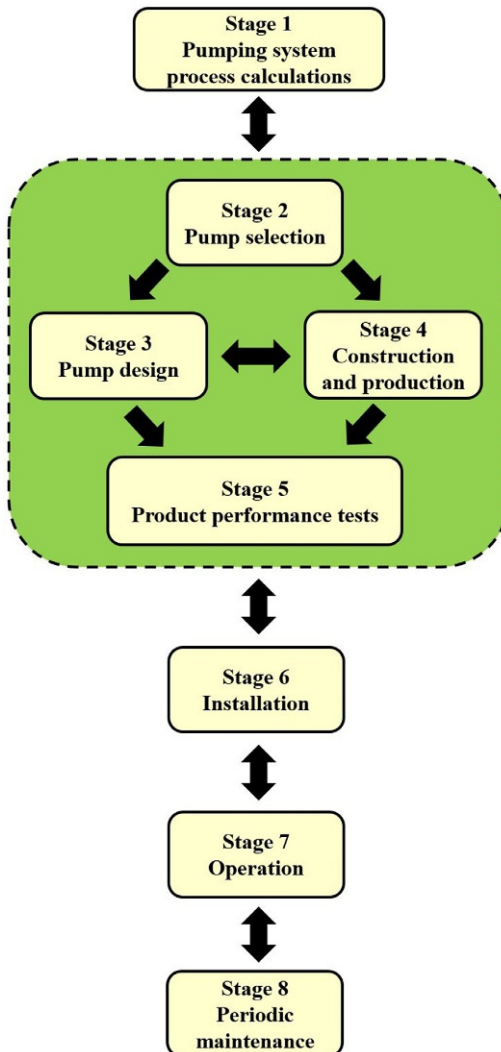 Stage 1
Pumping system
process calculations
Stage 2
Pump selection
Stage 3
Pump design
Stage 4
Construction
and production
Stage 5
Product performance tests
Stage 6
Installation
Stage 7
Operation
Stage 8
Periodic
maintenance